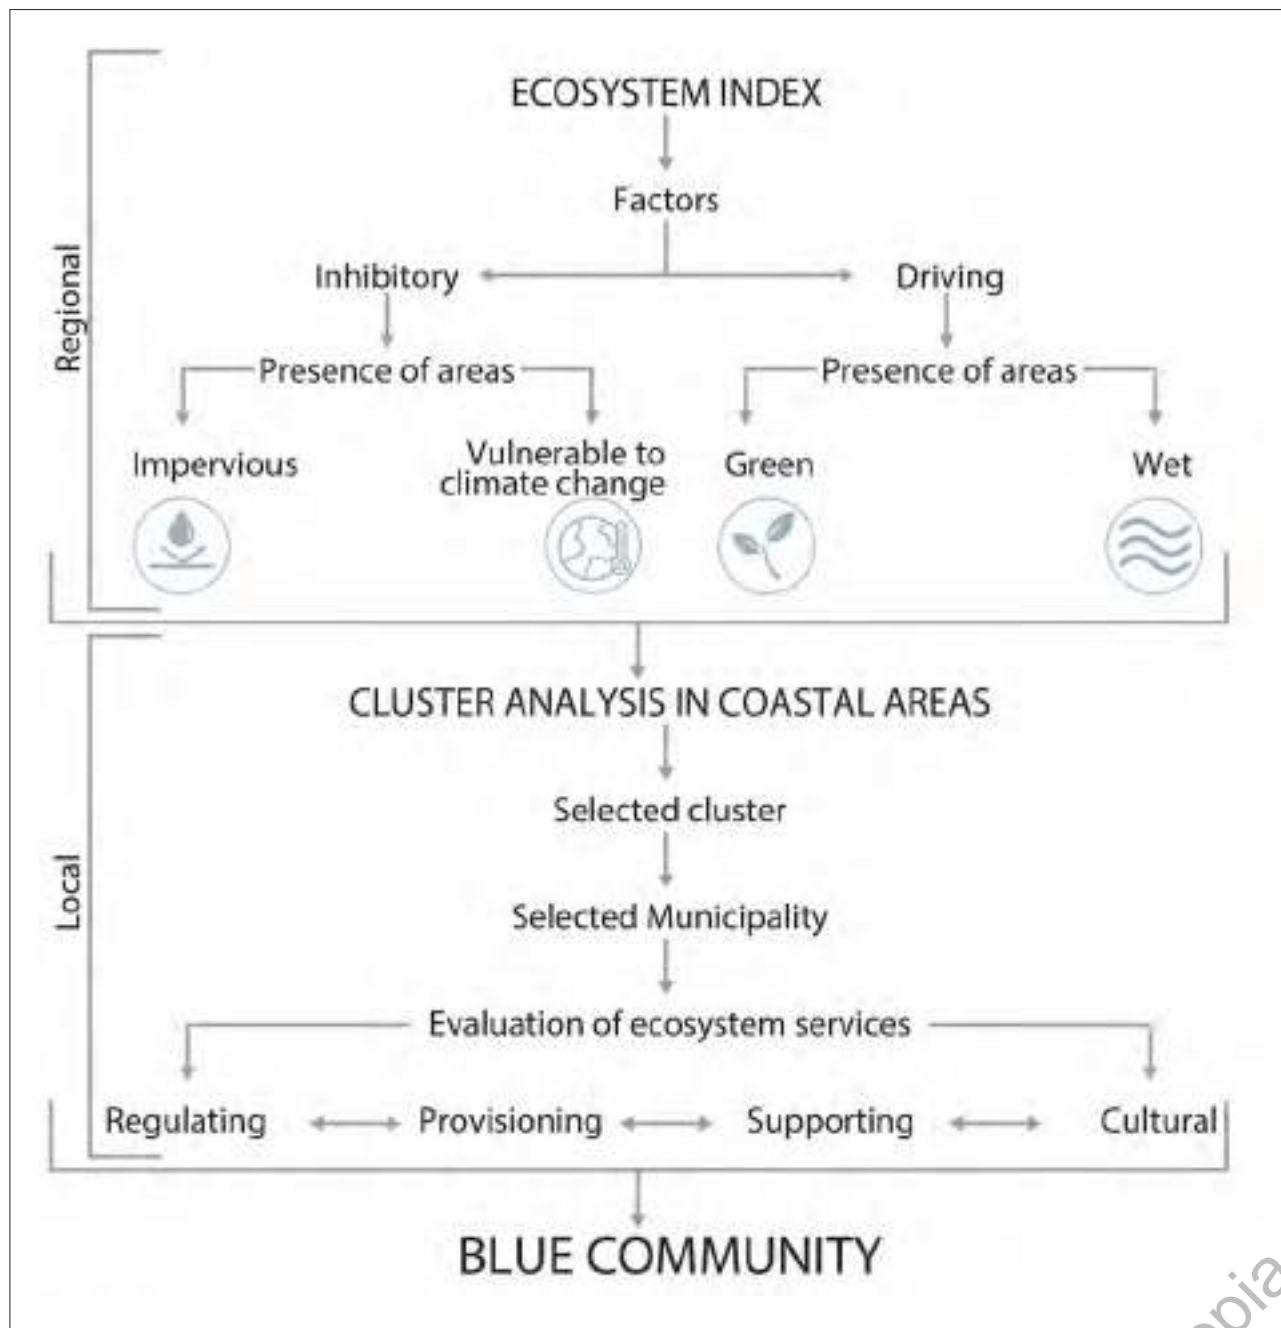 ECOSYSTEM INDEX
Factors
Regional
Inhibitory
Driving
Presence of areas
Presence of areas
Impervious
Vulnerable to
climate change
Green
Wet
CLUSTER ANALYSIS IN COASTAL AREAS
Selected cluster
Local
Selected Municipality
Evaluation of ecosystem services
Regulating
Provisioning
Supporting
Cultural
BLUE COMMUNITY